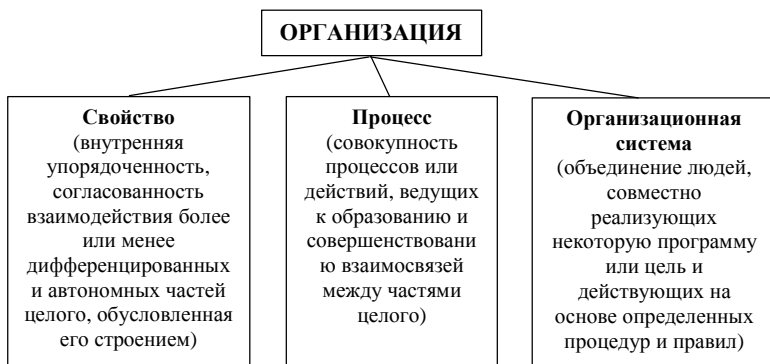 ОРГАНИЗАЦИЯ
Свойство
(внутренняя
упорядоченность,
согласованность
взаимодействия более
или менее
дифференцированных
и автономных частей
целого, обусловленная
его строением)
Процесс
(совокупность
процессов или
действий, ведущих
к образованию и
совершенствовани
ю взаимосвязей
между частями
целого)
Организационная
система
(объединение людей,
совместно
реализующих
некоторую программу
или цель и
действующих на
основе определенных
процедур и правил)